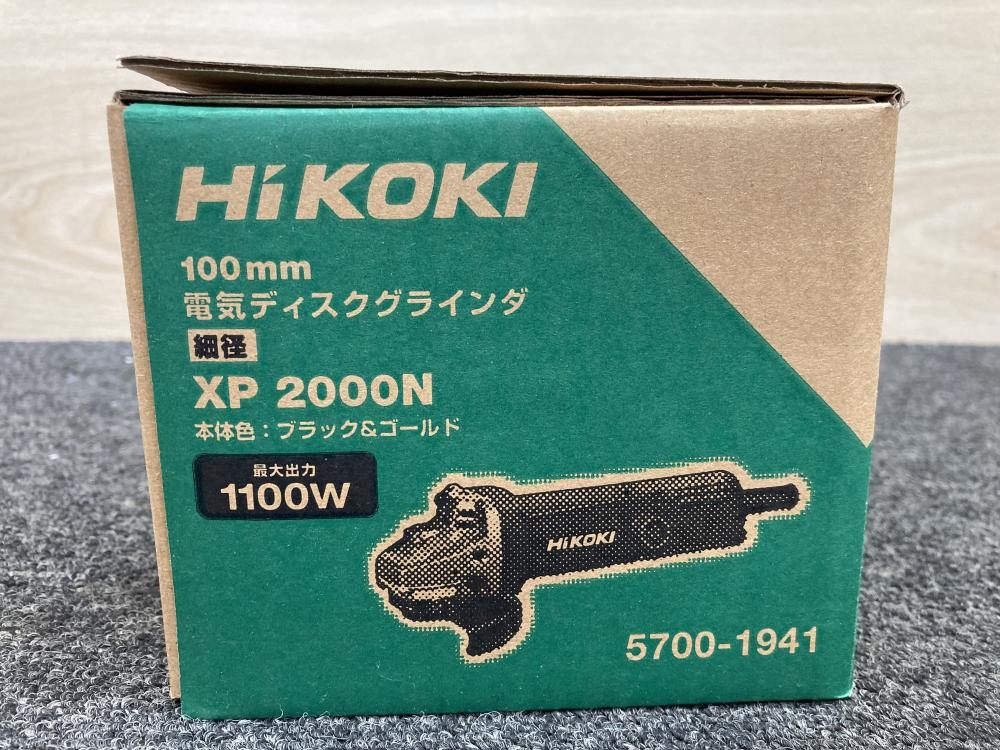 HiKOKI
100mm
電気ディスクグラインダ
細径
XP 2000N
本体色：ブラック&ゴールド
最大出力
1100W
HiKOKI
5700-1941